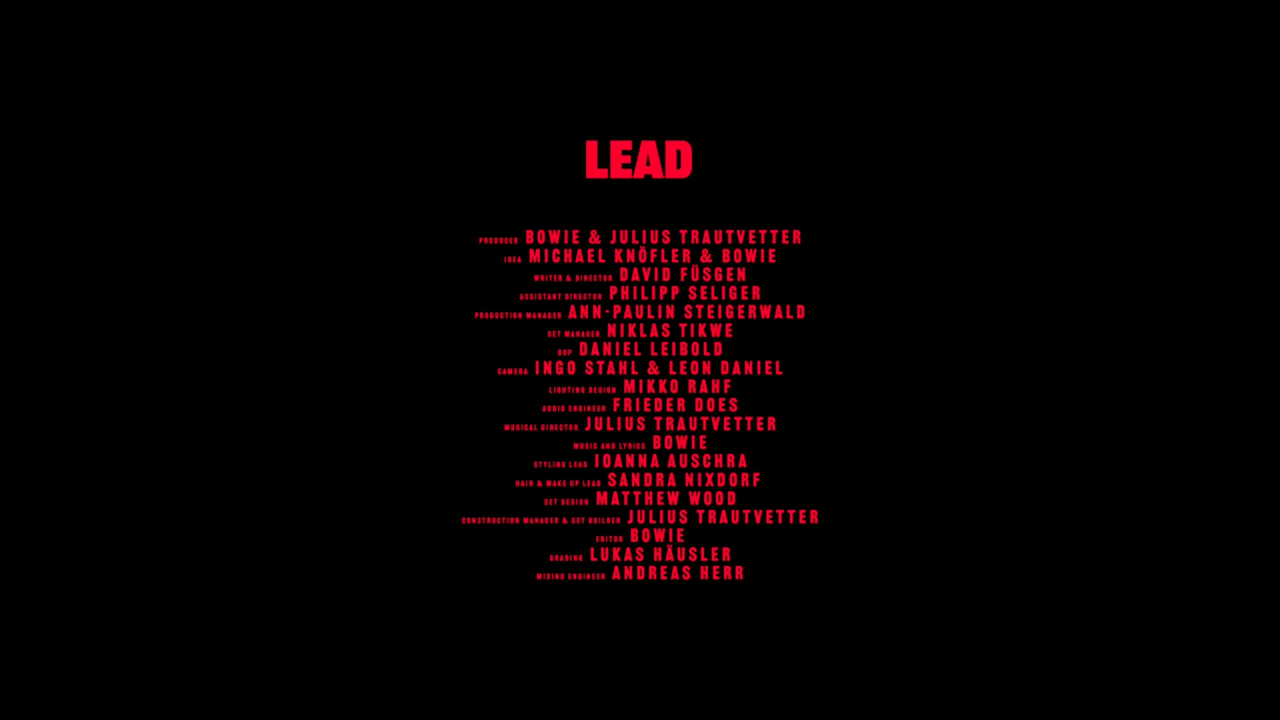 LEAD
PRODUCER BOWIE & JULIUS TRAUTVETTER
IDEA MICHAEL KNÖFLER & BOWIE
WRITER & DIRECTOR DAVID FÜSGEN
ASSISTANT DIRECTOR PHILIPP SELIGER
PRODUCTION MANAGER ANN-PAULIN STEIGERWALD
SET MANAGER NIKLAS TIKWE
DOP DANIEL LEIBOLD
CAMERA INGO STAHL & LEON DANIEL
LIGHTING DESIGN MIKKO RAHF
AUDIO ENGINEER FRIEDER DOES
MUSICAL DIRECTOR JULIUS TRAUTVETTER
MUSIC AND LYRICS BOWIE
STYLING LEAD IOANNA AUSCHRA
HAIR & MAKE UP LEAD SANDRA NIXDORF
SET DESIGN MATTHEW WOOD
CONSTRUCTION MANAGER & SET BUILDER JULIUS TRAUTVETTER
EDITOR BOWIE
GRADING LUKAS HÄUSLER
MIXING ENGINEER ANDREAS HERR